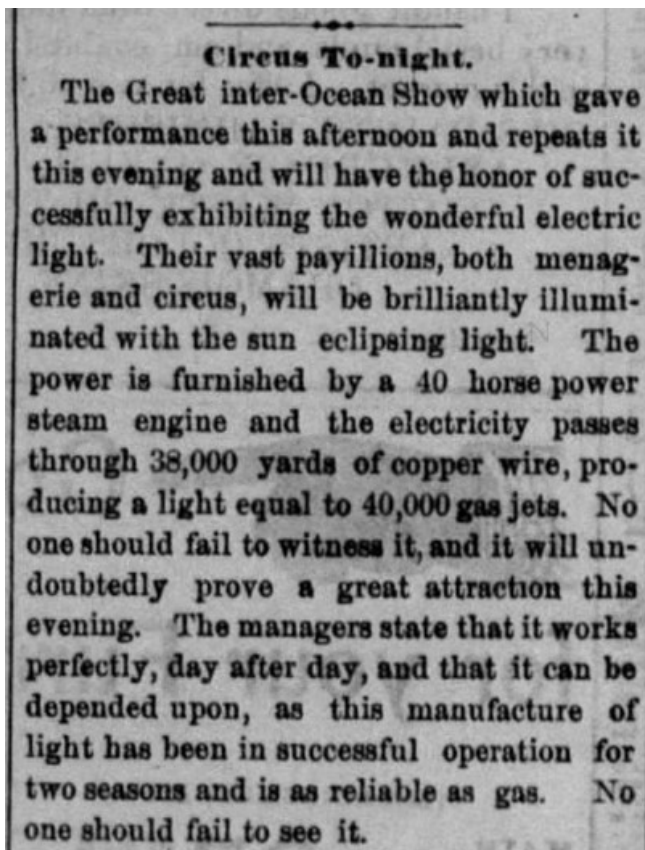 Circus To-night.
The Great inter-Ocean Show which gave
a performance this afternoon and repeats it
this evening and will have the honor of suc-
cessfully exhibiting the wonderful electric
light. Their vast payillions, both menag-
erie and circus, will be brilliantly illumi-
nated with the sun eclipsing light. The
power is furnished by a 40 horse power
steam engine and the electricity passes
through 38,000 yards of copper wire, pro-
ducing a light equal to 40,000 gas jets. No
one should fail to witness it, and it will un-
doubtedly prove a great attraction this
evening. The managers state that it works
perfectly, day after day, and that it can be
depended upon, as this manufacture of
light has been in successful operation for
two seasons and is as reliable as gas. No
one should fail to see it.